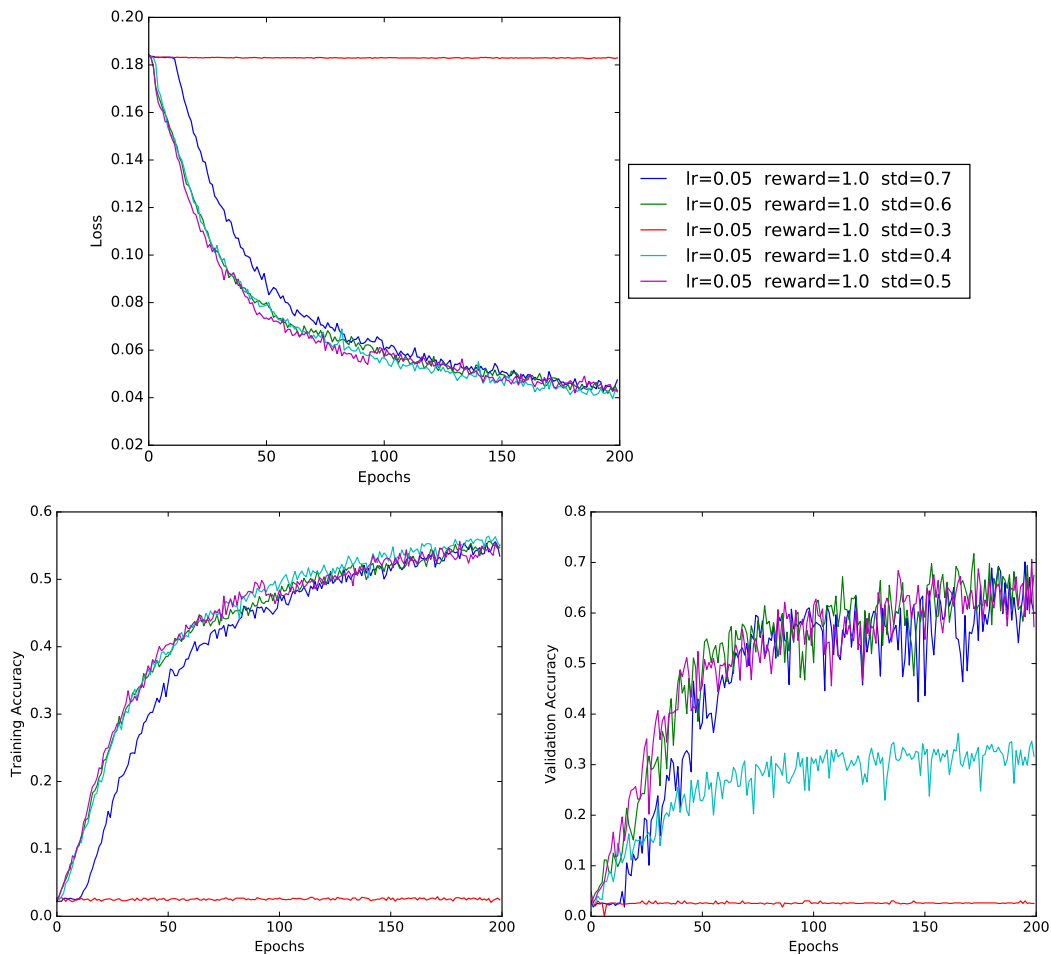 0.20
0.18
0.16
0.14
0.12
0.10
0.08
0.06
0.04
0.02
Loss
0 50 100 150 200
Epochs
lr=0.05 reward=1.0 std=0.7
lr=0.05 reward=1.0 std=0.6
lr=0.05 reward=1.0 std=0.3
lr=0.05 reward=1.0 std=0.4
lr=0.05 reward=1.0 std=0.5
0.6
0.5
0.4
0.3
0.2
0.1
0.0
Training Accuracy
0 50 100 150 200
Epochs
0.8
0.7
0.6
0.5
0.4
0.3
0.2
0.1
0.0
Validation Accuracy
0 50 100 150 200
Epochs